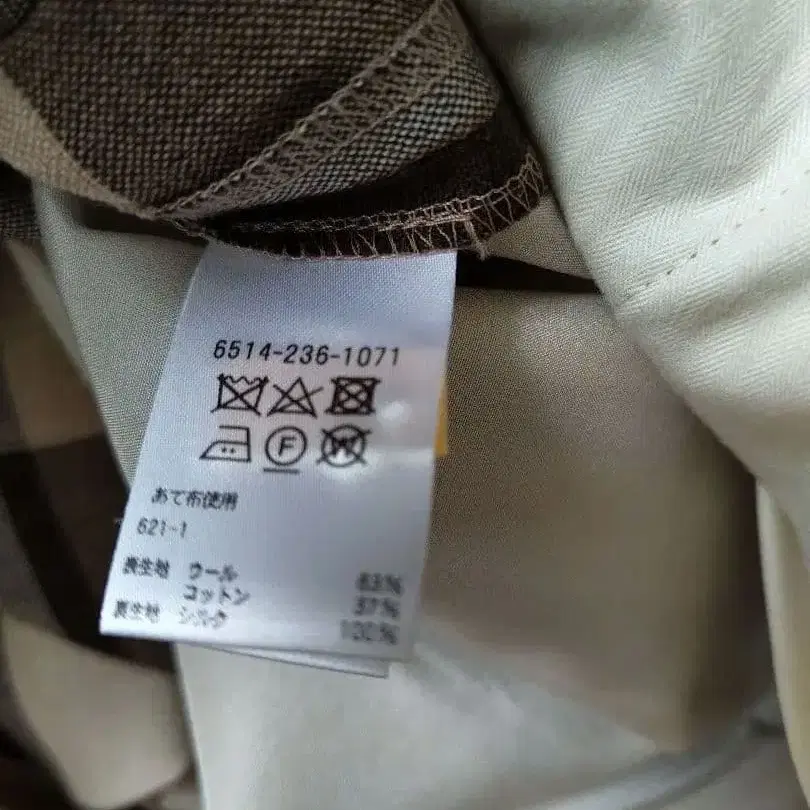 6514-236-1071
F
W
あて布使用
621-1
表生地 ウール 63%
コットン 37%
裏生地 シルク 100%